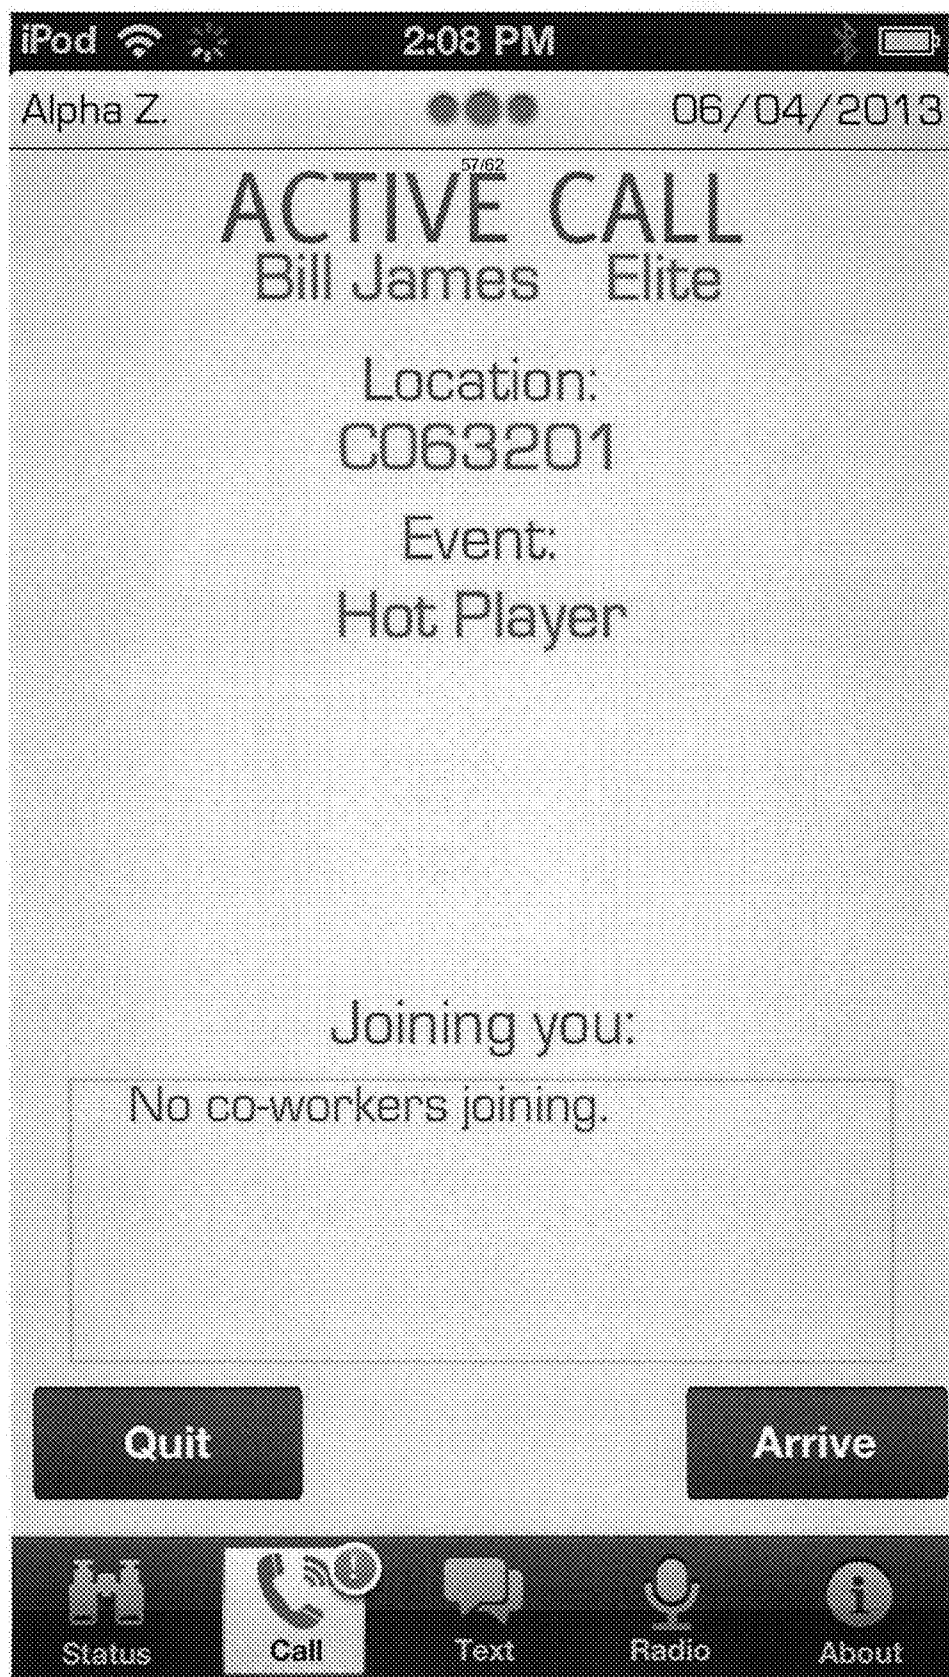 iPod 2:08 PM
Alpha Z. 06/04/2013
57/62
ACTIVE CALL
Bill James Elite
Location:
C063201
Event:
Hot Player
Joining you:
No co-workers joining.
Quit Arrive
Status Call Text Radio About